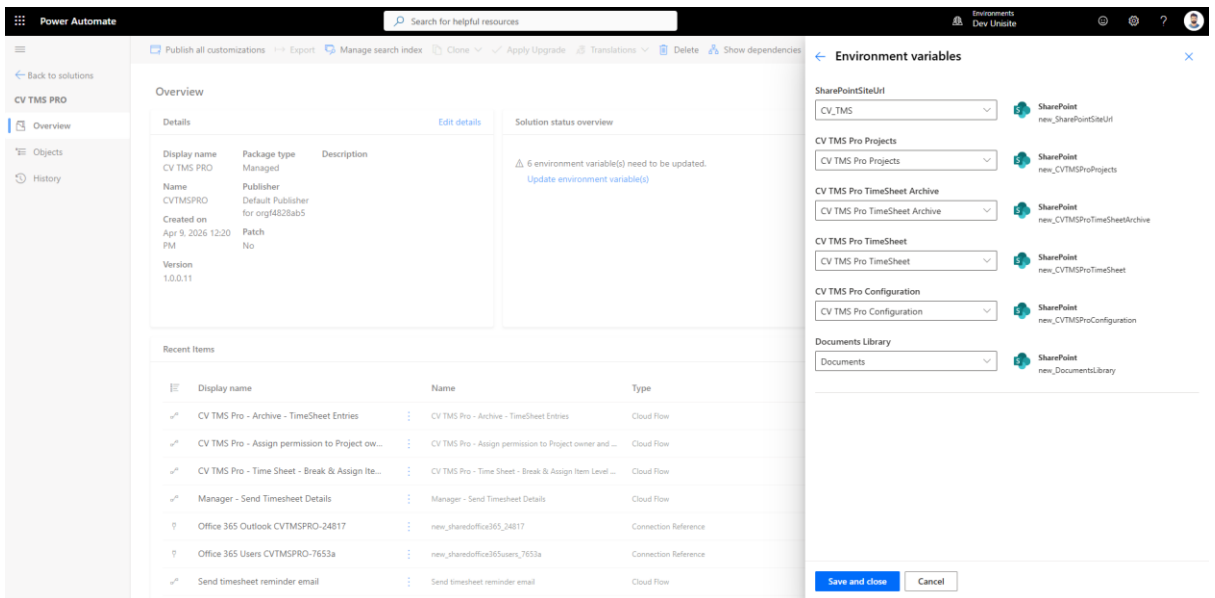 Power Automate
Search for helpful resources
Environments
Dev Unisite
?
Back to solutions
CV TMS PRO
Overview
Objects
History
Publish all customizations
Export
Manage search index
Clone
Apply Upgrade
Translations
Delete
Show dependencies
Overview
Details
Edit details
Display name
CV TMS PRO
Package type
Managed
Description
Name
CVTMSPRO
Publisher
Default Publisher
for orgf4828ab5
Created on
Apr 9, 2026 12:20
PM
Patch
No
Version
1.0.0.11
Solution status overview
6 environment variable(s) need to be updated.
Update environment variable(s)
Recent Items
Display name Name Type
CV TMS Pro - Archive - TimeSheet Entries CV TMS Pro - Archive - TimeSheet Entries Cloud Flow
CV TMS Pro - Assign permission to Project ow... CV TMS Pro - Assign permission to Project owner and ... Cloud Flow
CV TMS Pro - Time Sheet - Break & Assign Ite... CV TMS Pro - Time Sheet - Break & Assign Item Level ... Cloud Flow
Manager - Send Timesheet Details Manager - Send Timesheet Details Cloud Flow
Office 365 Outlook CVTMSPRO-24817 new_sharedoffice365_24817 Connection Reference
Office 365 Users CVTMSPRO-7653a new_sharedoffice365users_7653a Connection Reference
Send timesheet reminder email Send timesheet reminder email Cloud Flow
Environment variables
SharePointSiteUrl
CV_TMS
SharePoint
new_SharePointSiteUrl
CV TMS Pro Projects
CV TMS Pro Projects
SharePoint
new_CVTMSProProjects
CV TMS Pro TimeSheet Archive
CV TMS Pro TimeSheet Archive
SharePoint
new_CVTMSProTimeSheetArchive
CV TMS Pro TimeSheet
CV TMS Pro TimeSheet
SharePoint
new_CVTMSProTimeSheet
CV TMS Pro Configuration
CV TMS Pro Configuration
SharePoint
new_CVTMSProConfiguration
Documents Library
Documents
SharePoint
new_DocumentsLibrary
Save and close
Cancel